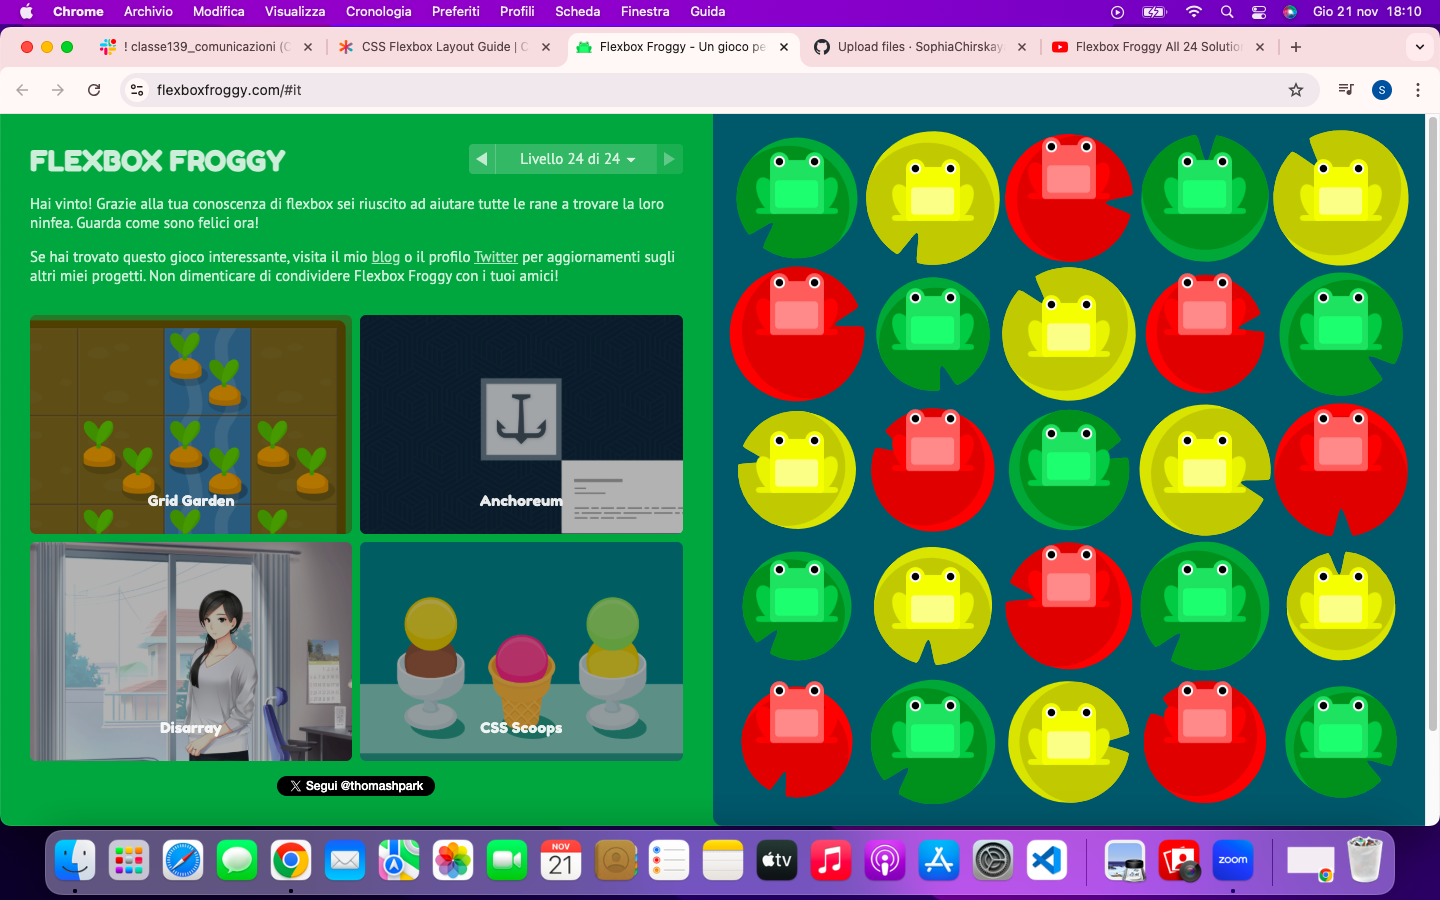 Chrome Archivio Modifica Visualizza Cronologia Preferiti Profili Scheda Finestra Guida Gio 21 nov 18:10
! classe139_comunicazioni (C
CSS Flexbox Layout Guide | C
Flexbox Froggy - Un gioco pe
Upload files · SophiaChirskay
Flexbox Froggy All 24 Solutio
flexboxfroggy.com/#it
S
FLEXBOX FROGGY
Livello 24 di 24
Hai vinto! Grazie alla tua conoscenza di flexbox sei riuscito ad aiutare tutte le rane a trovare la loro
ninfea. Guarda come sono felici ora!
Se hai trovato questo gioco interessante, visita il mio blog o il profilo Twitter per aggiornamenti sugli
altri miei progetti. Non dimenticare di condividere Flexbox Froggy con i tuoi amici!
Grid Garden
Anchoreum
Disarray
CSS Scoops
Segui @thomashpark
NOV
21
tv
zoom